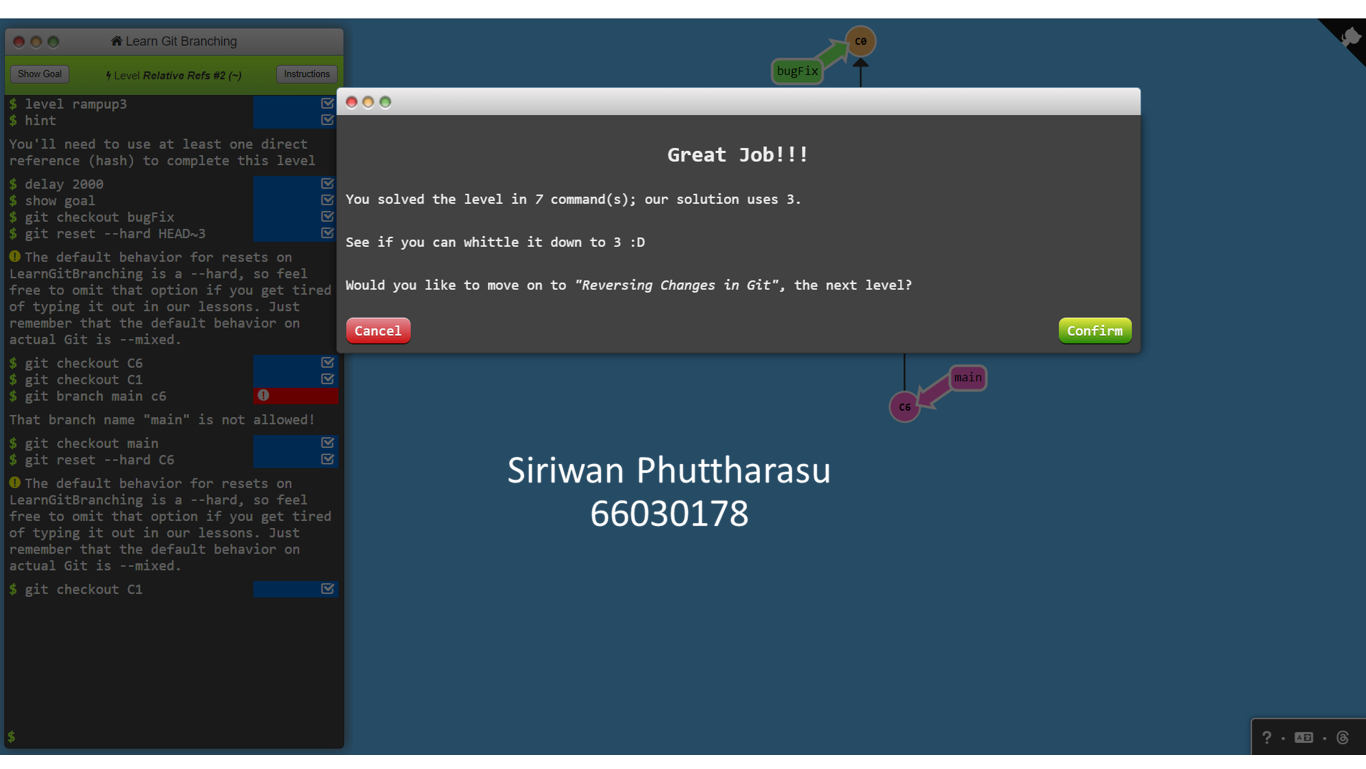 Learn Git Branching
Show Goal
Level Relative Refs #2 (~)
Instructions
$ level rampup3
$ hint
You'll need to use at least one direct
reference (hash) to complete this level
$ delay 2000
$ show goal
$ git checkout bugFix
$ git reset --hard HEAD~3
The default behavior for resets on
LearnGitBranching is a --hard, so feel
free to omit that option if you get tired
of typing it out in our lessons. Just
remember that the default behavior on
actual Git is --mixed.
$ git checkout C6
$ git checkout C1
$ git branch main c6
That branch name "main" is not allowed!
$ git checkout main
$ git reset --hard C6
The default behavior for resets on
LearnGitBranching is a --hard, so feel
free to omit that option if you get tired
of typing it out in our lessons. Just
remember that the default behavior on
actual Git is --mixed.
$ git checkout C1
$
C0
bugFix
Great Job!!!
You solved the level in 7 command(s); our solution uses 3.
See if you can whittle it down to 3 :D
Would you like to move on to "Reversing Changes in Git", the next level?
Cancel
Confirm
main
C6
Siriwan Phuttharasu
66030178
?